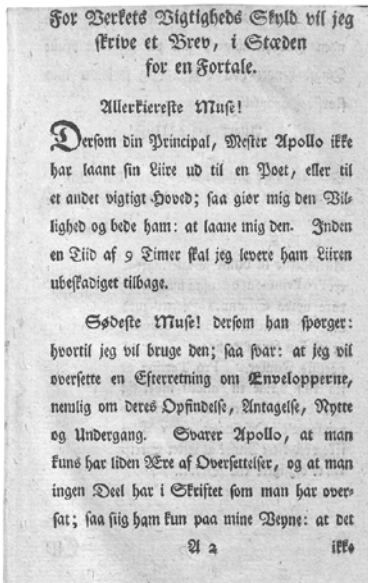 For Verkets Vigtigheds Skyld vil jeg
skrive et Brev, i Stæden
for en Fortale.
Allerkiereste Muse!
Dersom din Principal, Mester Apollo ikke
har laant sin Liire ud til en Poet, eller til
et andet vigtigt Hoved; saa giør mig den Vil-
lighed og bede ham: at laane mig den. Inden
en Tiid af 9 Timer skal jeg levere ham Liiren
ubeskadiget tilbage.
Sødeste Muse! dersom han spørger:
hvortil jeg vil bruge den; saa svar: at jeg vil
oversette en Efterretning om Envelopperne,
nemlig om deres Opfindelse, Antagelse, Nytte
og Undergang. Svarer Apollo, at man
kuns har liden Ære af Oversettelser, og at man
ingen Deel har i Skriftet som man har over-
sat; saa siig ham kun paa mine Vegne: at det
A 2 ikke